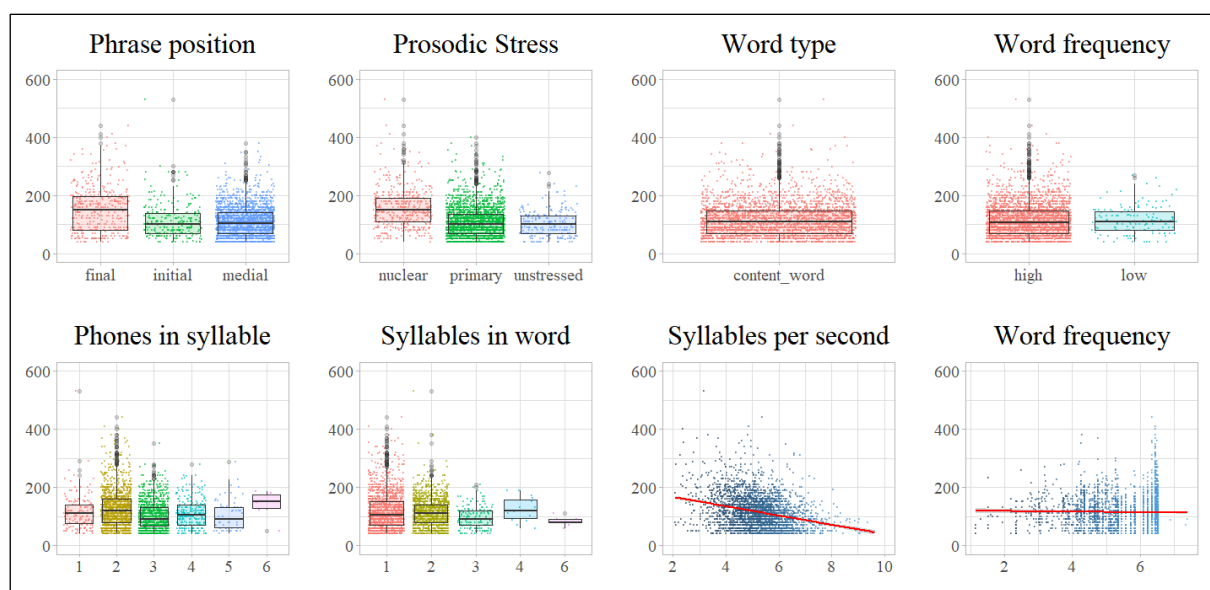 Phrase position Prosodic Stress Word type Word frequency
600 600 600 600
400 400 400 400
200 200 200 200
0 0 0 0
final initial medial nuclear primary unstressed content_word high low
Phones in syllable Syllables in word Syllables per second Word frequency
600 600 600 600
400 400 400 400
200 200 200 200
0 0 0 0
1 2 3 4 5 6 1 2 3 4 6 2 4 6 8 10 2 4 6